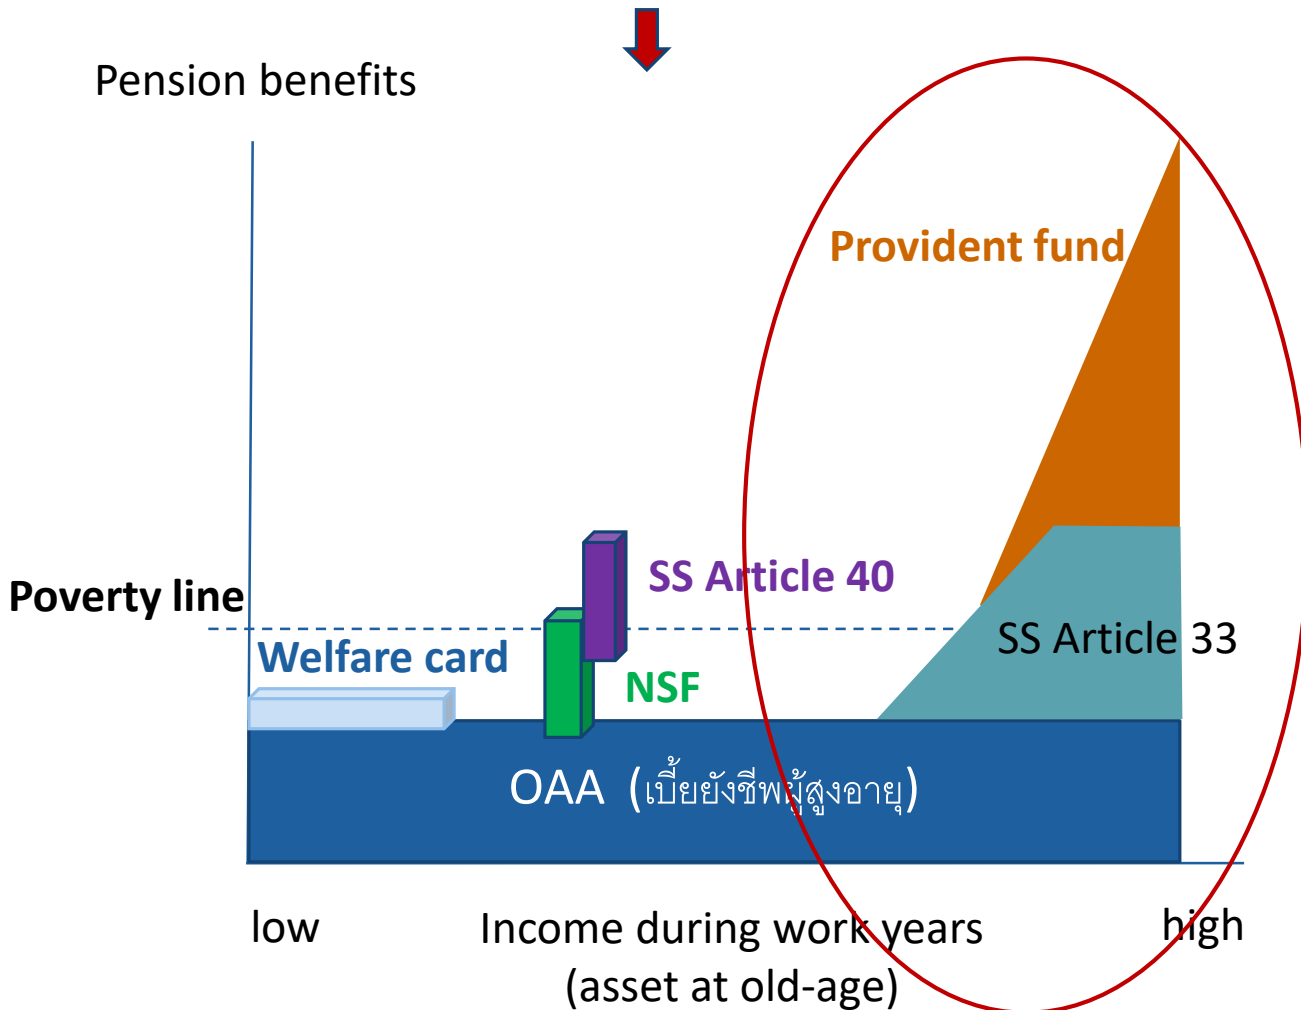 Pension benefits
Provident fund
SS Article 40
Poverty line
SS Article 33
Welfare card
NSF
OAA (เบี้ยยังชีพผู้สูงอายุ)
low
Income during work years
(asset at old-age)
high